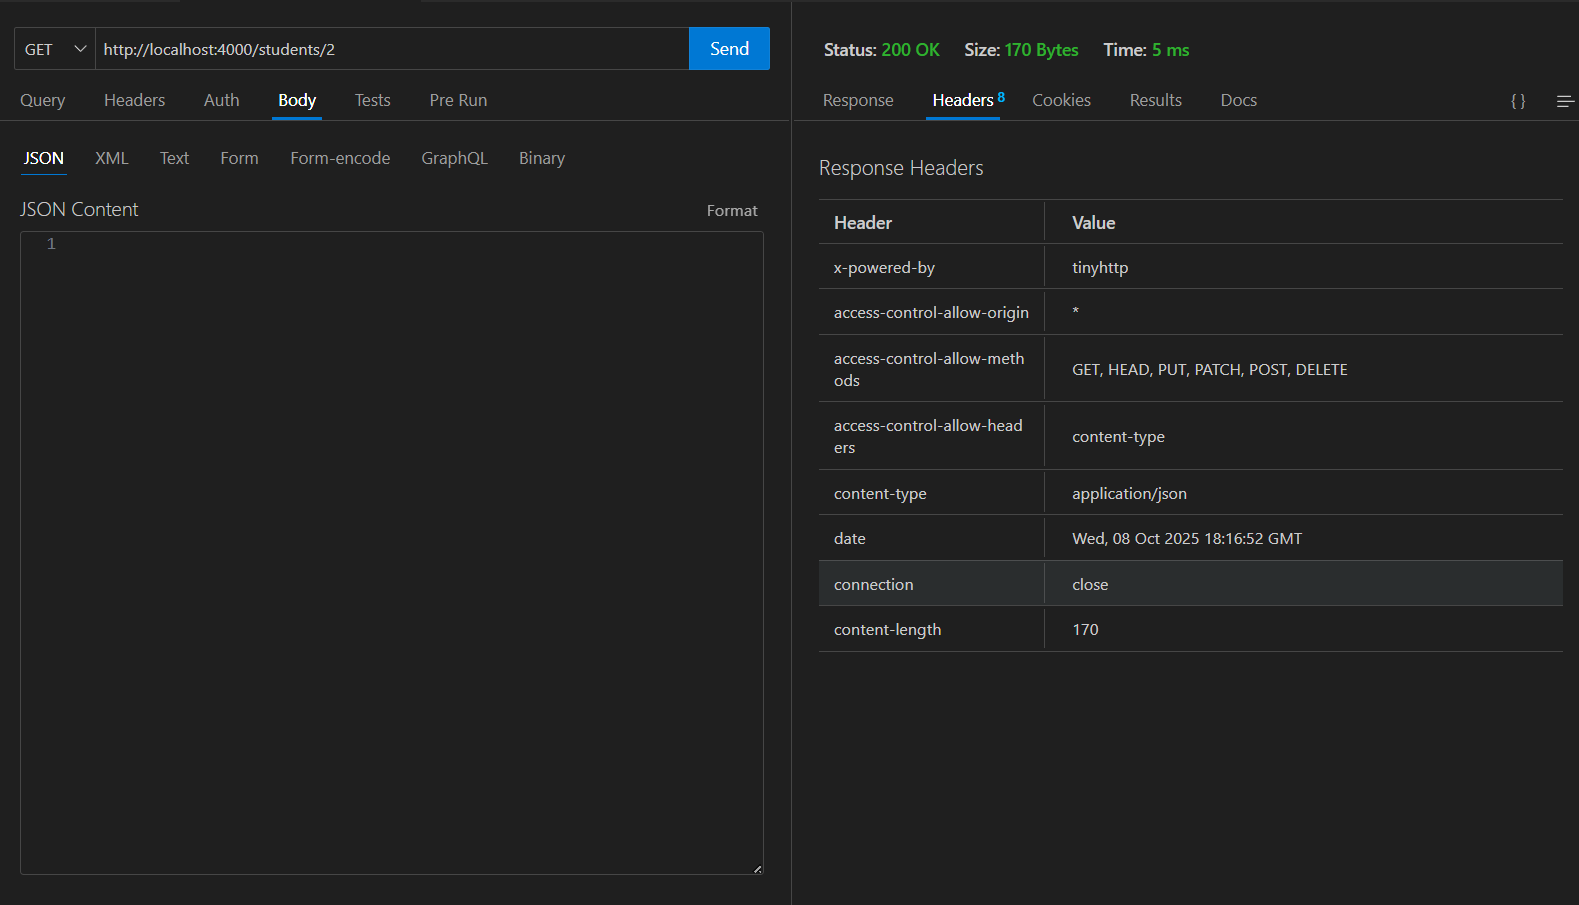 GET http://localhost:4000/students/2 Send
Query Headers Auth Body Tests Pre Run
JSON XML Text Form Form-encode GraphQL Binary
JSON Content Format
1
Status: 200 OK Size: 170 Bytes Time: 5 ms
Response Headers 8 Cookies Results Docs { }
Response Headers
Header Value
x-powered-by tinyhttp
access-control-allow-origin *
access-control-allow-meth
ods GET, HEAD, PUT, PATCH, POST, DELETE
access-control-allow-head
ers content-type
content-type application/json
date Wed, 08 Oct 2025 18:16:52 GMT
connection close
content-length 170